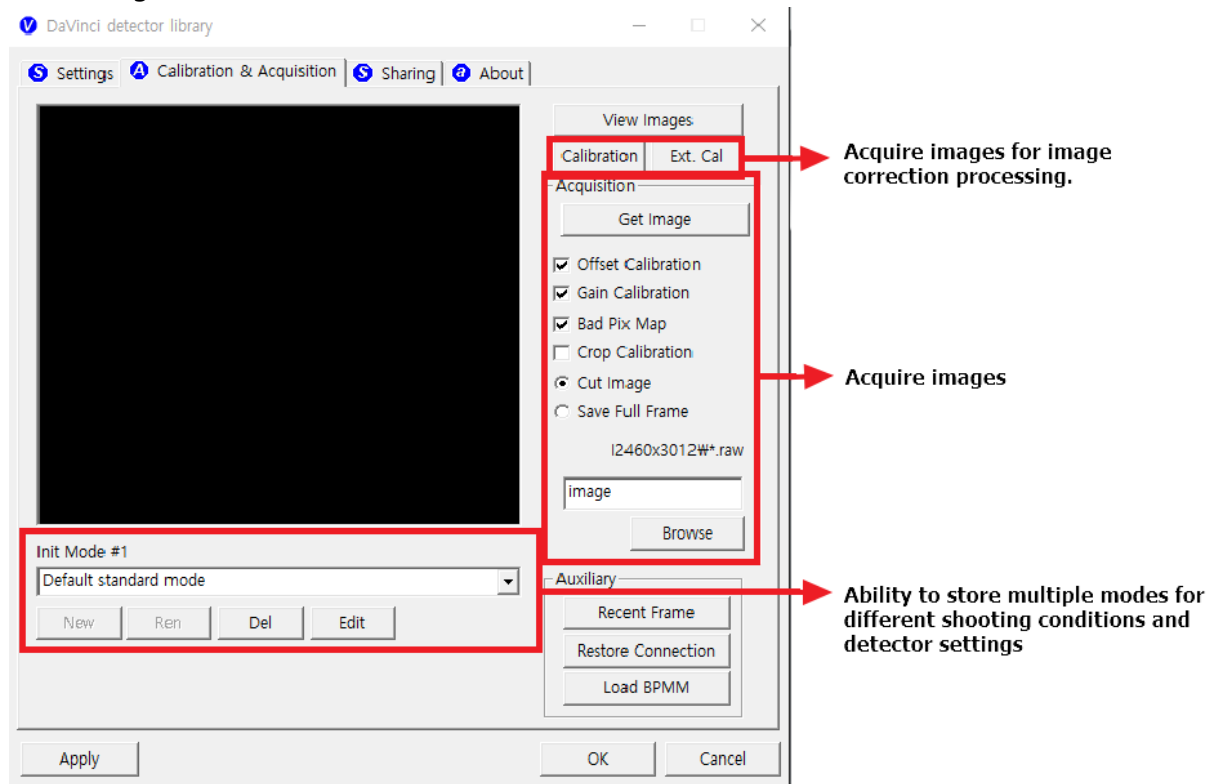 DaVinci detector library
Settings
Calibration & Acquisition
Sharing
About
View Images
Calibration
Ext. Cal
Acquire images for image
correction processing.
Acquisition
Get Image
Offset Calibration
Gain Calibration
Bad Pix Map
Crop Calibration
Cut Image
Save Full Frame
Acquire images
I2460x3012₩*.raw
image
Browse
Init Mode #1
Default standard mode
New
Ren
Del
Edit
Auxiliary
Recent Frame
Restore Connection
Load BPMM
Ability to store multiple modes for
different shooting conditions and
detector settings
Apply
OK
Cancel